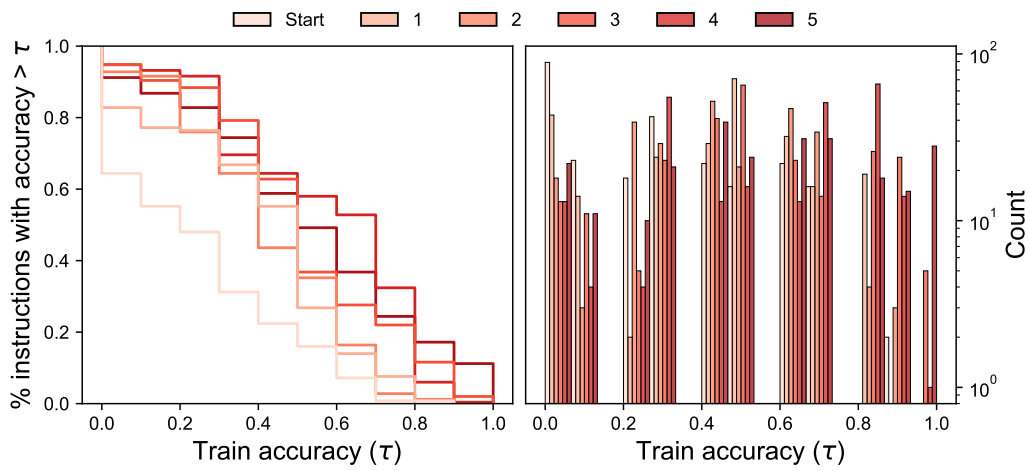 Start 1 2 3 4 5
% instructions with accuracy > τ
1.0
0.8
0.6
0.4
0.2
0.0
0.0 0.2 0.4 0.6 0.8 1.0
Train accuracy (τ)
0.0 0.2 0.4 0.6 0.8 1.0
Train accuracy (τ)
10²
10¹
10⁰
Count